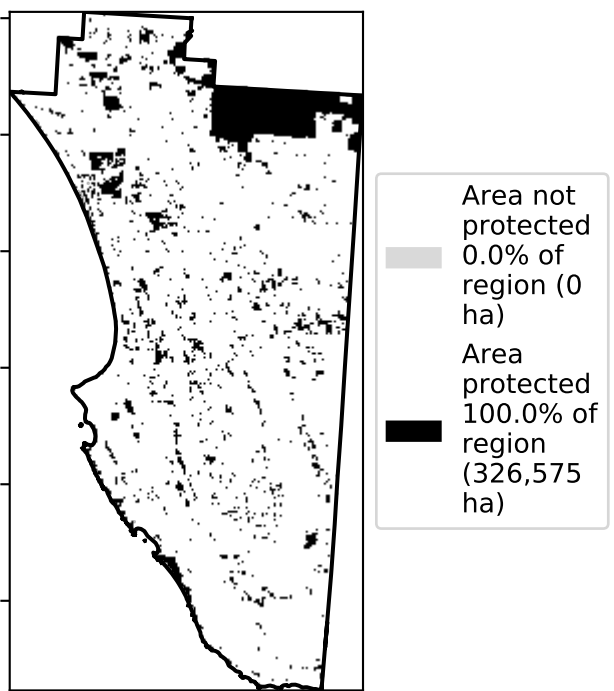 Area not
protected
0.0% of
region (0
ha)
Area
protected
100.0% of
region
(326,575
ha)